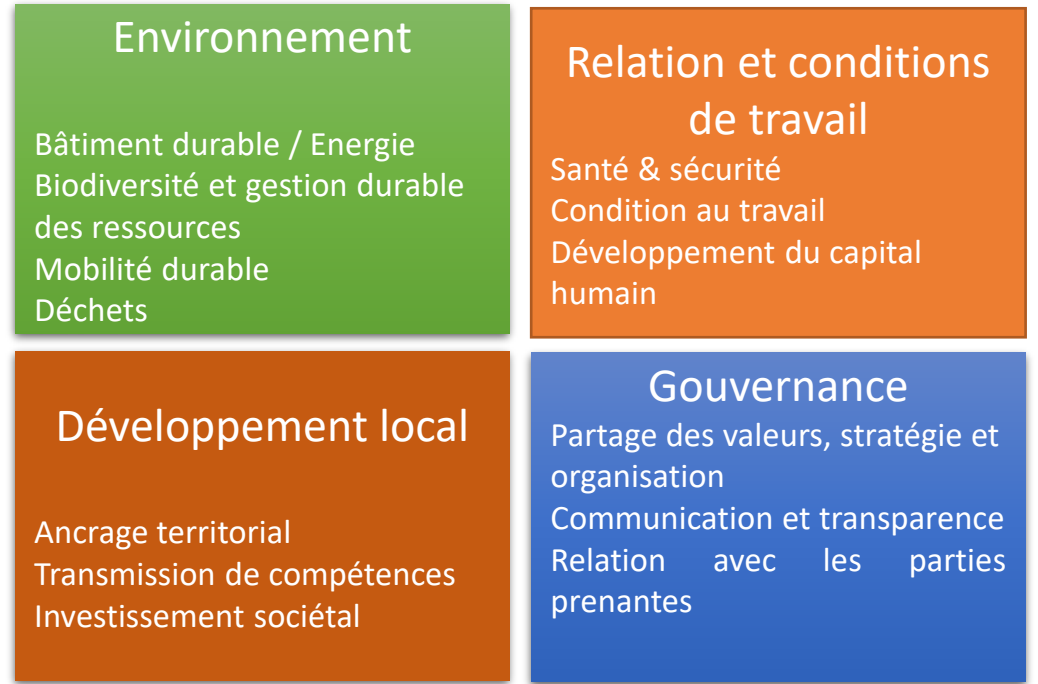 Environnement
Bâtiment durable / Energie
Biodiversité et gestion durable
des ressources
Mobilité durable
Déchets
Relation et conditions
de travail
Santé & sécurité
Condition au travail
Développement du capital
humain
Développement local
Ancrage territorial
Transmission de compétences
Investissement sociétal
Gouvernance
Partage des valeurs, stratégie et
organisation
Communication et transparence
Relation avec les parties
prenantes